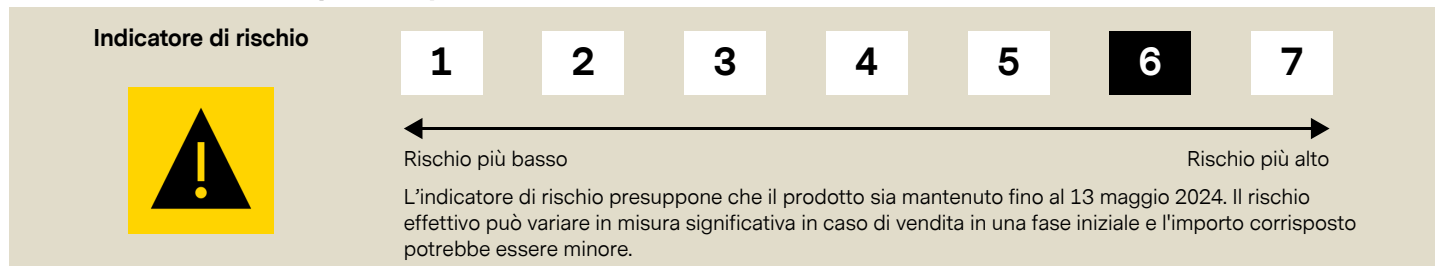 Indicatore di rischio
1 2 3 4 5 6 7
Rischio più basso Rischio più alto
L'indicatore di rischio presuppone che il prodotto sia mantenuto fino al 13 maggio 2024. Il rischio
effettivo può variare in misura significativa in caso di vendita in una fase iniziale e l'importo corrisposto
potrebbe essere minore.